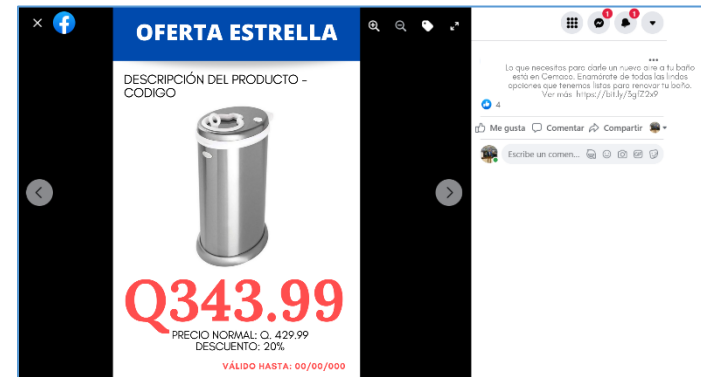 OFERTA ESTRELLA
DESCRIPCIÓN DEL PRODUCTO -
CODIGO
Q343.99
PRECIO NORMAL: Q. 429.99
DESCUENTO: 20%
VÁLIDO HASTA: 00/00/000
1
1
Lo que necesitas para darle un nuevo aire a tu baño
está en Cemaco. Enamórate de todas las lindas
opciones que tenemos listas para renovar tu baño.
Ver más https://bit.ly/3gfZ2x9
4
Me gusta Comentar Compartir
Escribe un comen...